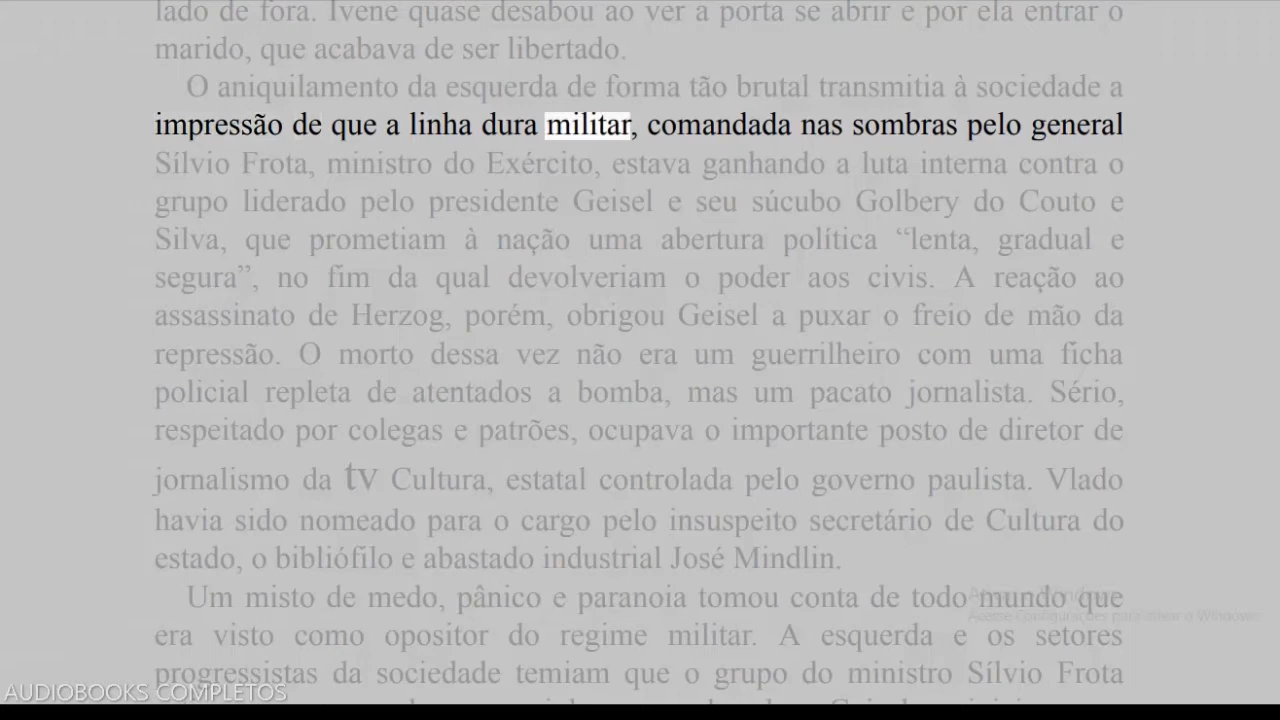 lado de fora. Ivene quase desabou ao ver a porta se abrir e por ela entrar o
marido, que acabava de ser libertado.
O aniquilamento da esquerda de forma tão brutal transmitia à sociedade a
impressão de que a linha dura militar, comandada nas sombras pelo general
Sílvio Frota, ministro do Exército, estava ganhando a luta interna contra o
grupo liderado pelo presidente Geisel e seu súcubo Golbery do Couto e
Silva, que prometiam à nação uma abertura política “lenta, gradual e
segura”, no fim da qual devolveriam o poder aos civis. A reação ao
assassinato de Herzog, porém, obrigou Geisel a puxar o freio de mão da
repressão. O morto dessa vez não era um guerrilheiro com uma ficha
policial repleta de atentados a bomba, mas um pacato jornalista. Sério,
respeitado por colegas e patrões, ocupava o importante posto de diretor de
jornalismo da tv Cultura, estatal controlada pelo governo paulista. Vlado
havia sido nomeado para o cargo pelo insuspeito secretário de Cultura do
estado, o bibliófilo e abastado industrial José Mindlin.
Um misto de medo, pânico e paranoia tomou conta de todo mundo que
era visto como opositor do regime militar. A esquerda e os setores
Acesse Configurações para ativar o Windows.
progressistas da sociedade temiam que o grupo do ministro Sílvio Frota
AUDIOBOOKS COMPLETOS